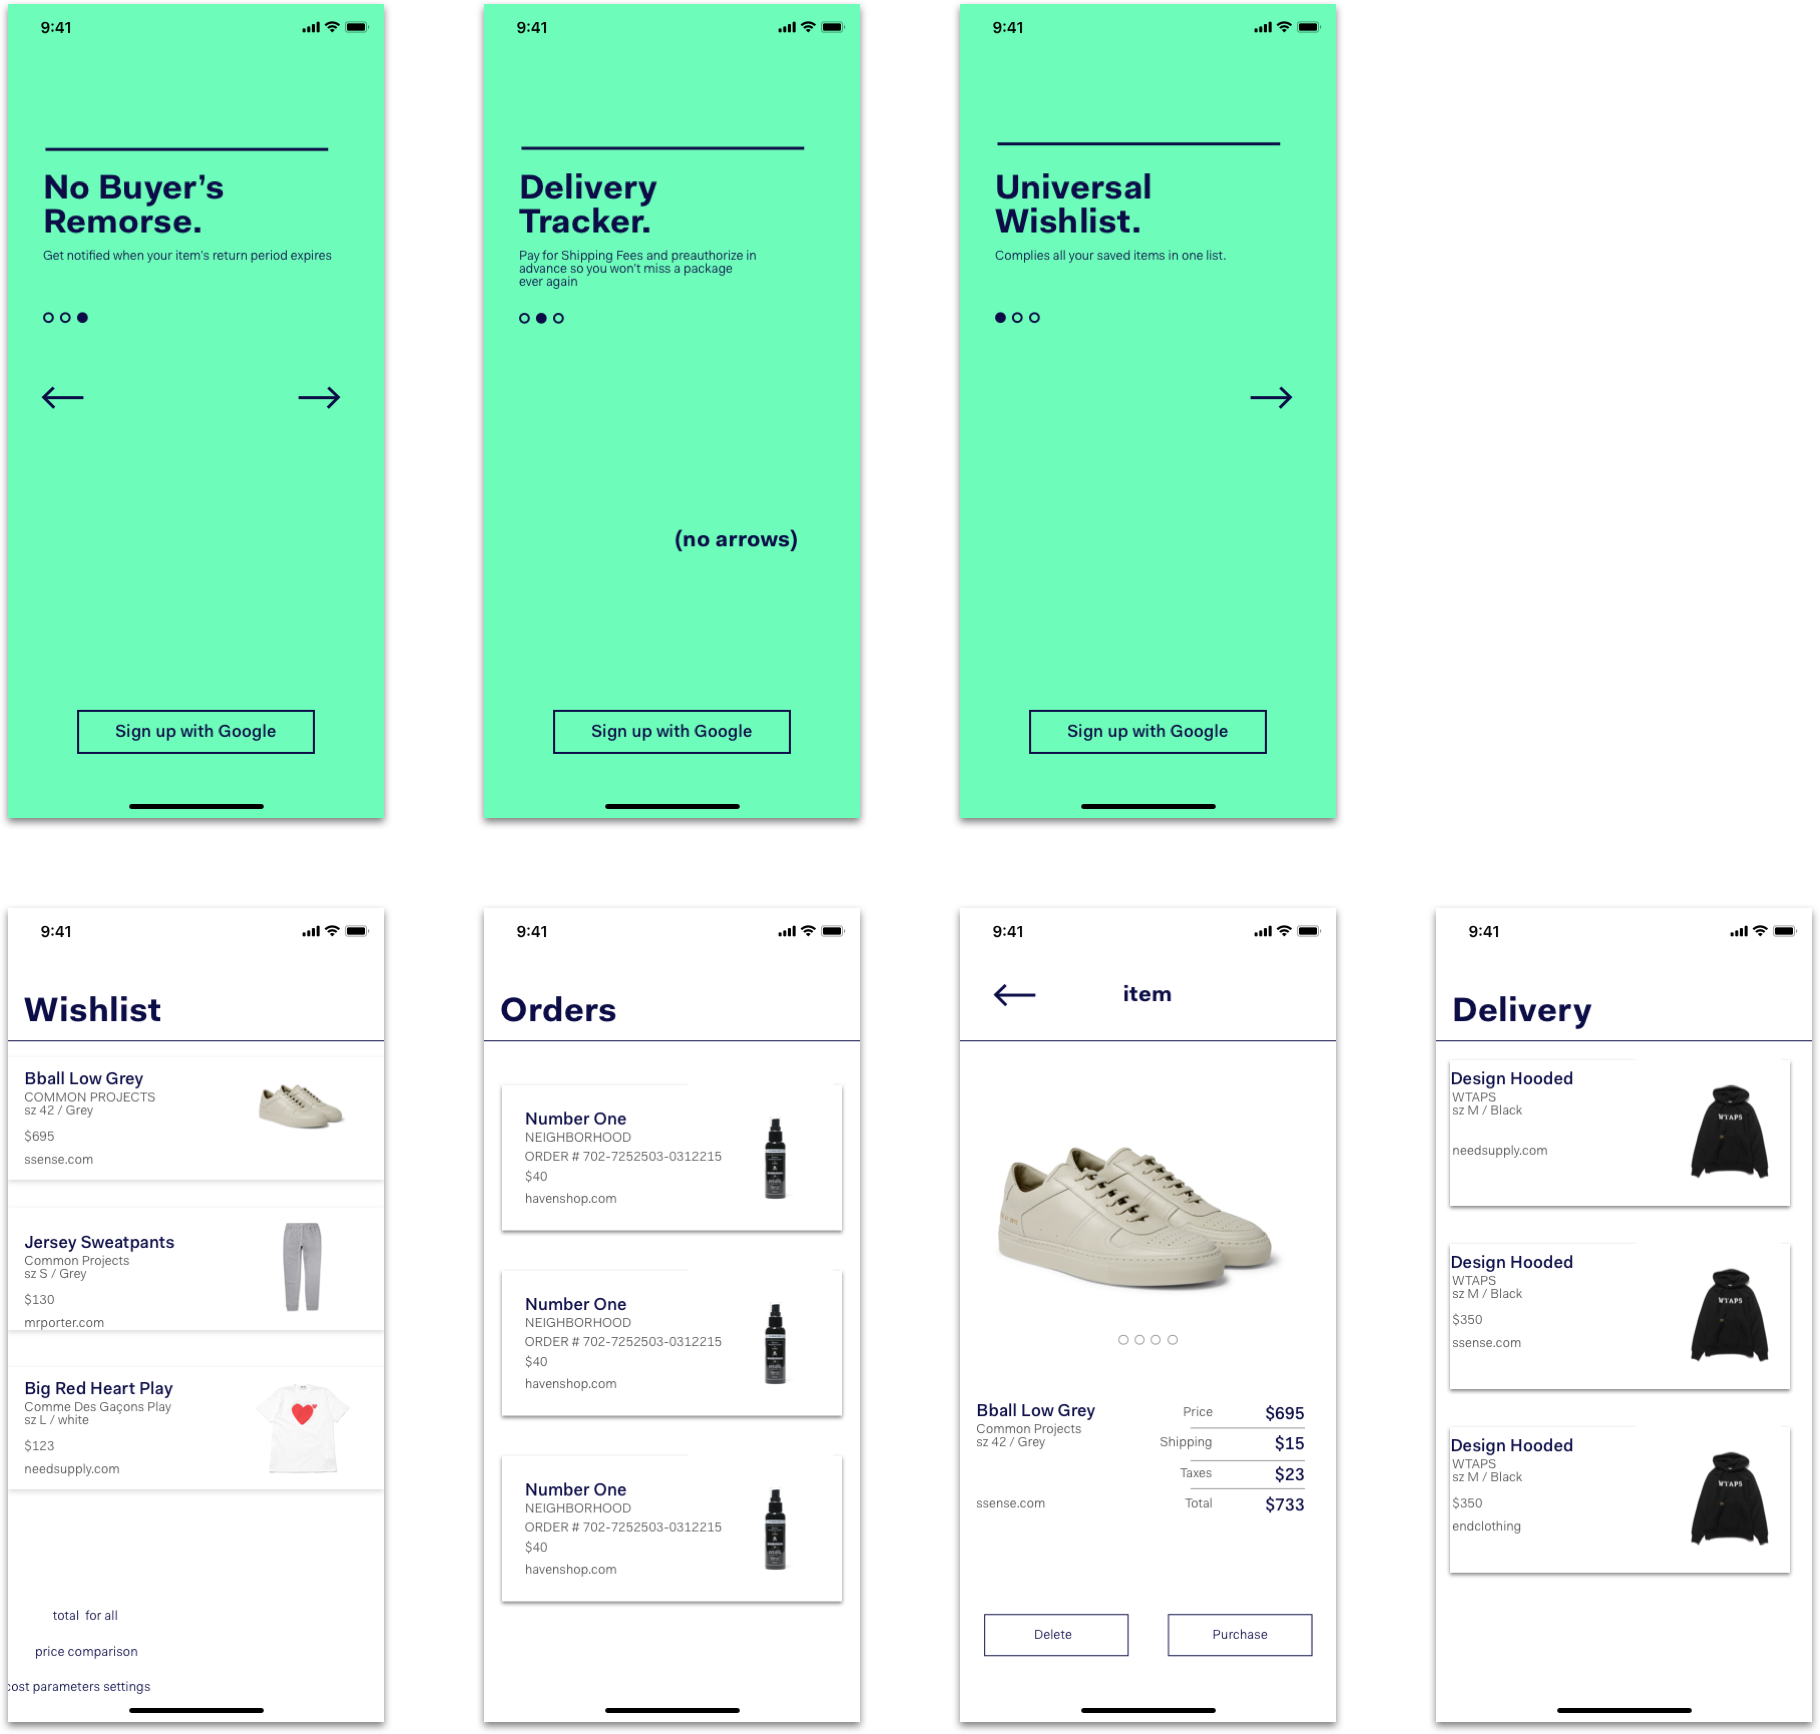 9:41
No Buyer’s
Remorse.
Get notified when your item's return period expires
Sign up with Google
9:41
Delivery
Tracker.
Pay for Shipping Fees and preauthorize in
advance so you won't miss a package
ever again
(no arrows)
Sign up with Google
9:41
Universal
Wishlist.
Complies all your saved items in one list.
Sign up with Google
9:41
Wishlist
Bball Low Grey
COMMON PROJECTS
sz 42 / Grey
$695
ssense.com
Jersey Sweatpants
Common Projects
sz S / Grey
$130
mrporter.com
Big Red Heart Play
Comme Des Gaçons Play
sz L / white
$123
needsupply.com
total for all
price comparison
cost parameters settings
9:41
Orders
Number One
NEIGHBORHOOD
ORDER # 702-7252503-0312215
$40
havenshop.com
Number One
NEIGHBORHOOD
ORDER # 702-7252503-0312215
$40
havenshop.com
Number One
NEIGHBORHOOD
ORDER # 702-7252503-0312215
$40
havenshop.com
9:41
item
Bball Low Grey
Common Projects
sz 42 / Grey
ssense.com
Price $695
Shipping $15
Taxes $23
Total $733
Delete
Purchase
9:41
Delivery
Design Hooded
WTAPS
sz M / Black
needsupply.com
WTAPS
Design Hooded
WTAPS
sz M / Black
$350
ssense.com
WTAPS
Design Hooded
WTAPS
sz M / Black
$350
endclothing
WTAPS